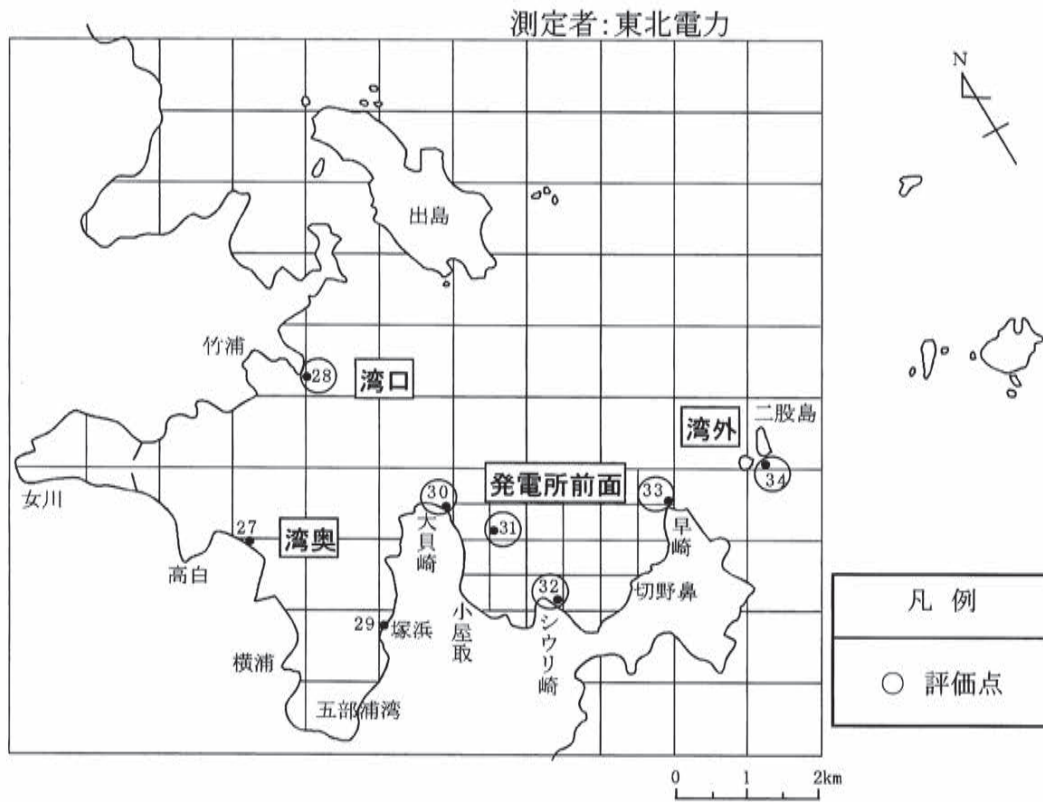 測定者：東北電力
N
出島
竹浦
28
湾口
二股島
湾外
34
女川
発電所前面
30
33
31
大貝崎
早崎
27
湾奥
高白
32
切野鼻
小屋取
シウリ崎
29
塚浜
横浦
五部浦湾
凡例
○ 評価点
0 1 2km